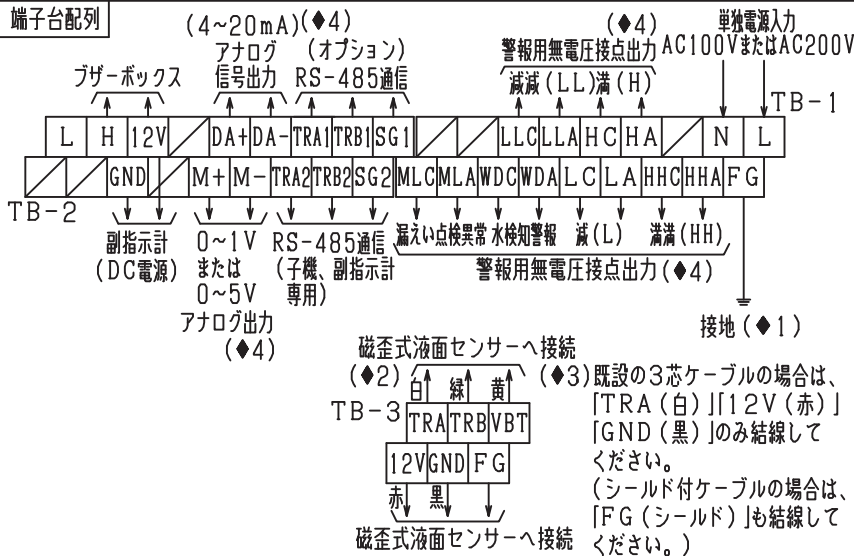 端子台配列
(4~20mA)(◆4)
アナログ
信号出力
(オプション)
RS-485通信
ブザーボックス
(◆4)
警報用無電圧接点出力
減減(LL)満(H)
単独電源入力
AC100VまたはAC200V
TB-1
L H 12V DA+ DA- TRA1 TRB1 SG1 LLC LLA HC HA N L
GND M+ M- TRA2 TRB2 SG2 MLC MLA WDC WDA LC LA HHC HHA FG
TB-2
副指示計
(DC電源)
0~1V
または
0~5V
アナログ出力
(◆4)
RS-485通信
(子機、副指示計
専用)
漏えい点検異常 水検知警報 減(L) 満満(HH)
警報用無電圧接点出力(◆4)
接地(◆1)
磁歪式液面センサーへ接続
(◆2) 白 緑 黄
TB-3
TRA TRB VBT
12V GND FG
赤 黒
磁歪式液面センサーへ接続
(◆3)既設の3芯ケーブルの場合は、
「TRA(白)」「12V(赤)」
「GND(黒)」のみ結線して
ください。
(シールド付ケーブルの場合は、
「FG(シールド)」も結線して
ください。)